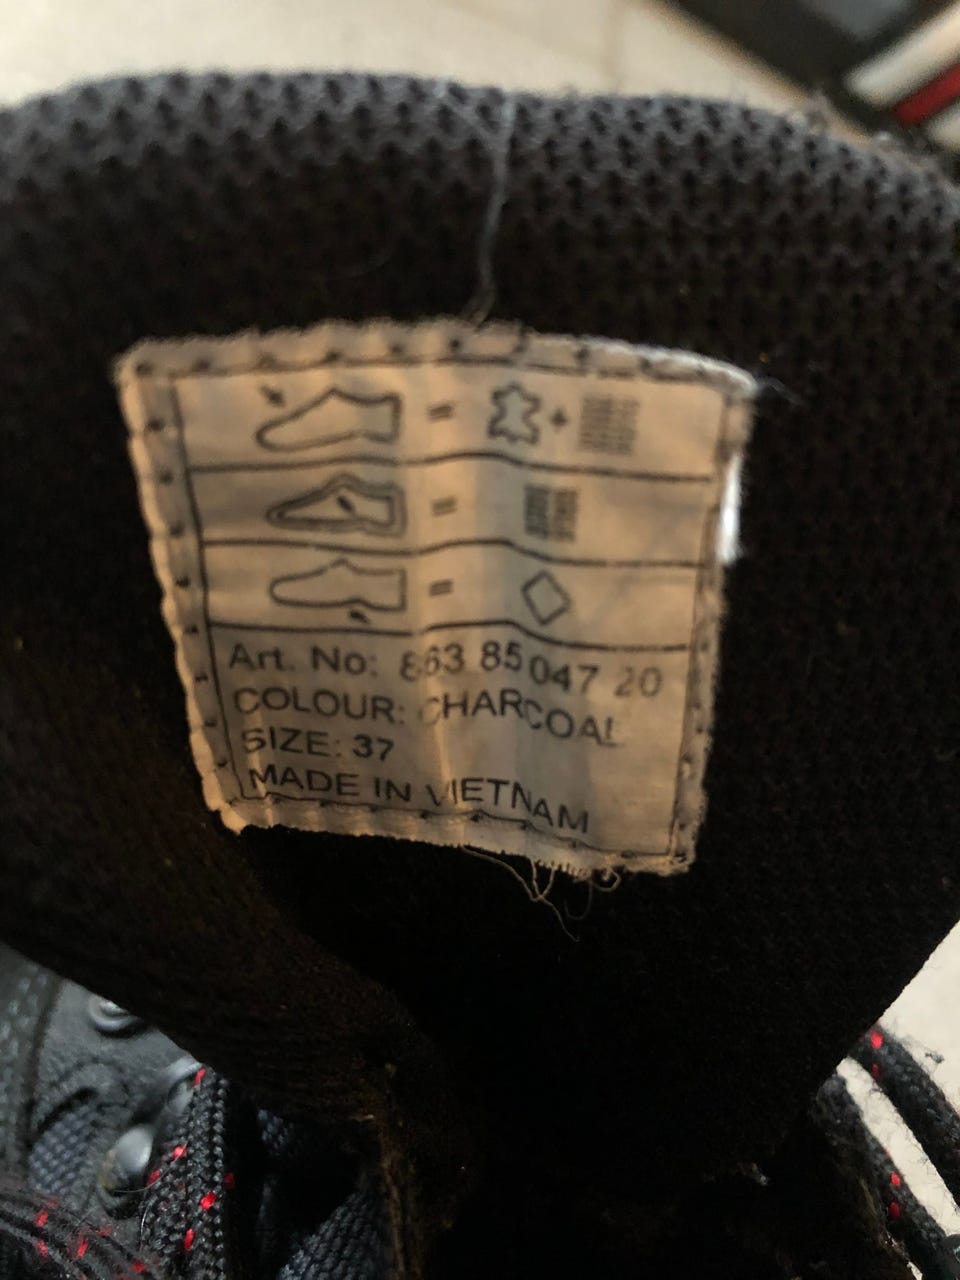 Art. No: 863 85 047 20
COLOUR: CHARCOAL
SIZE: 37
MADE IN VIETNAM